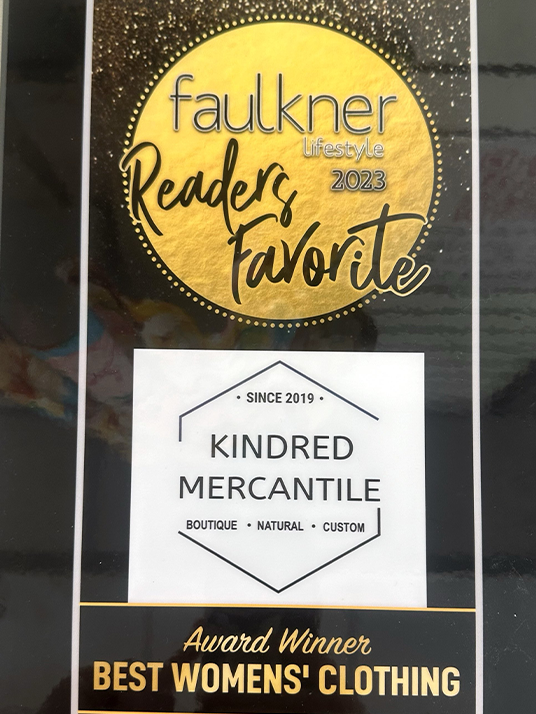 faulkner
lifestyle
2023
Readers
Favorite
• SINCE 2019 •
KINDRED
MERCANTILE
BOUTIQUE • NATURAL • CUSTOM
Award Winner
BEST WOMENS' CLOTHING